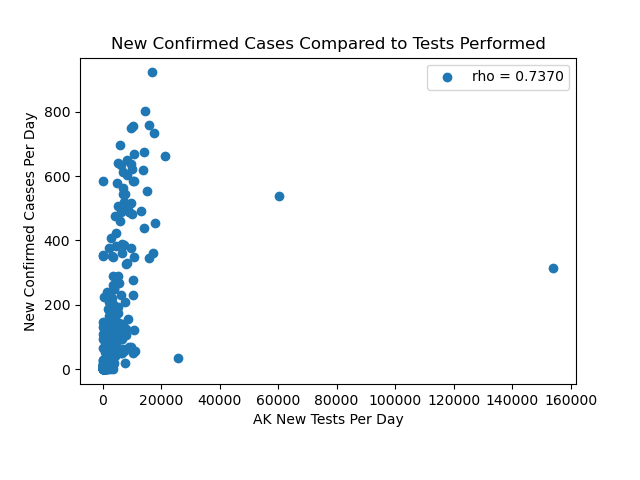 New Confirmed Cases Compared to Tests Performed
rho = 0.7370
New Confirmed Caeses Per Day
800
600
400
200
0
0 20000 40000 60000 80000 100000 120000 140000 160000
AK New Tests Per Day